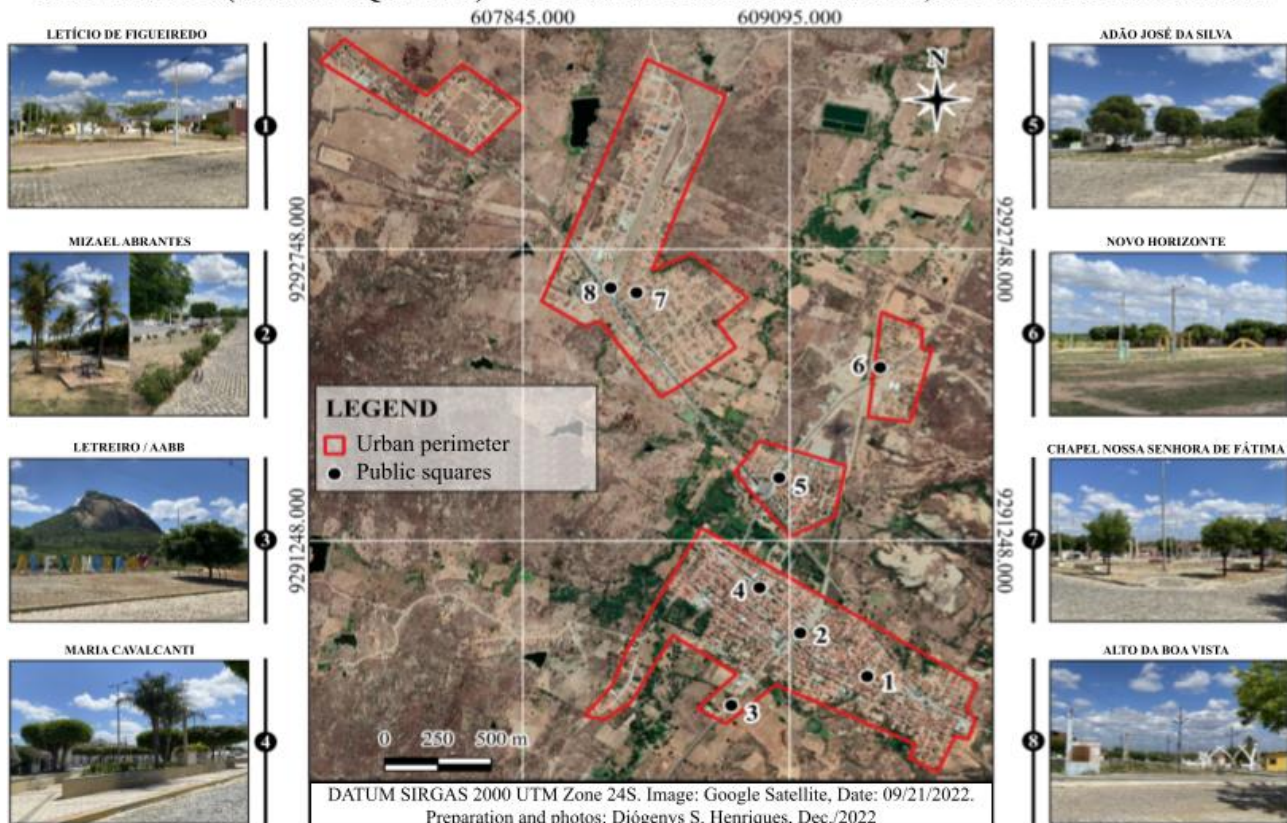 607845.000
609095.000
LETÍCIO DE FIGUEIREDO
1
MIZAEL ABRANTES
2
LETREIRO / AABB
3
MARIA CAVALCANTI
4
9292748.000
9291248.000
N
8
7
6
5
4
2
1
3
LEGEND
Urban perimeter
Public squares
0 250 500 m
9292748.000
9291248.000
ADÃO JOSÉ DA SILVA
5
NOVO HORIZONTE
6
CHAPEL NOSSA SENHORA DE FÁTIMA
7
ALTO DA BOA VISTA
8
DATUM SIRGAS 2000 UTM Zone 24S. Image: Google Satellite, Date: 09/21/2022.
Preparation and photos: Diógenys S. Henriques, Dec./2022